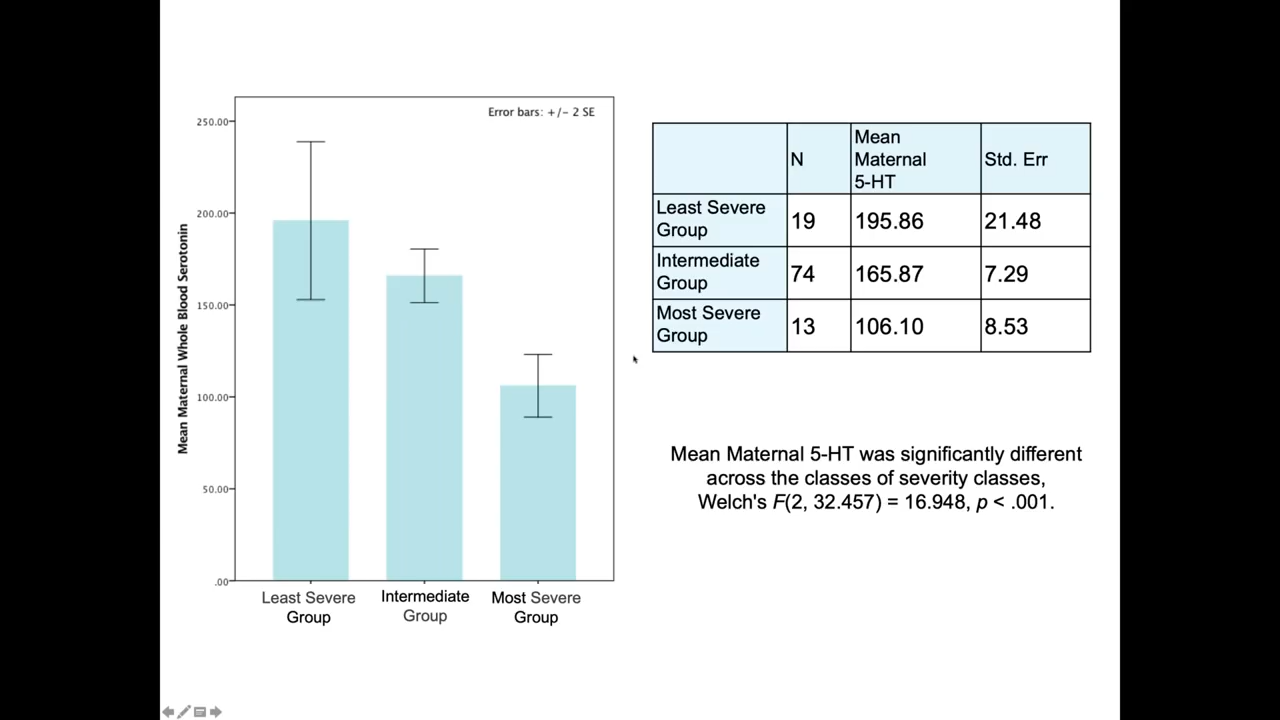 Error bars: +/- 2 SE
250.00
200.00
150.00
100.00
50.00
.00
Mean Maternal Whole Blood Serotonin
Least Severe
Group
Intermediate
Group
Most Severe
Group
N
Mean
Maternal
5-HT
Std. Err
Least Severe
Group
19
195.86
21.48
Intermediate
Group
74
165.87
7.29
Most Severe
Group
13
106.10
8.53
Mean Maternal 5-HT was significantly different
across the classes of severity classes,
Welch's F(2, 32.457) = 16.948, p < .001.